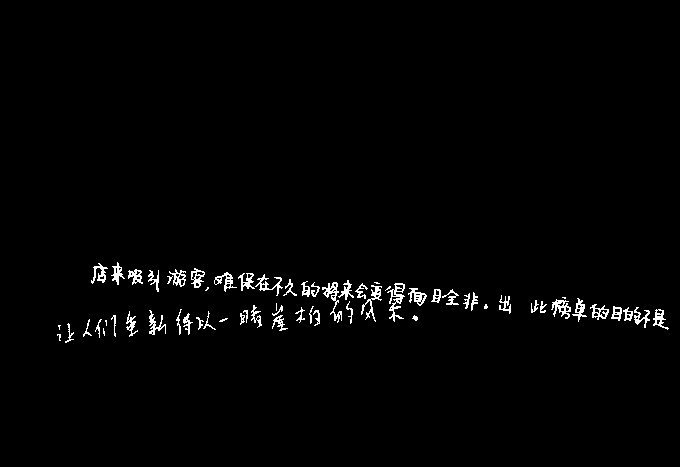 店来吸引游客,难保在不久的将来会变得面目全非。出 此榜单的目的不是
让人们重新得以一睹崖柏的风采。